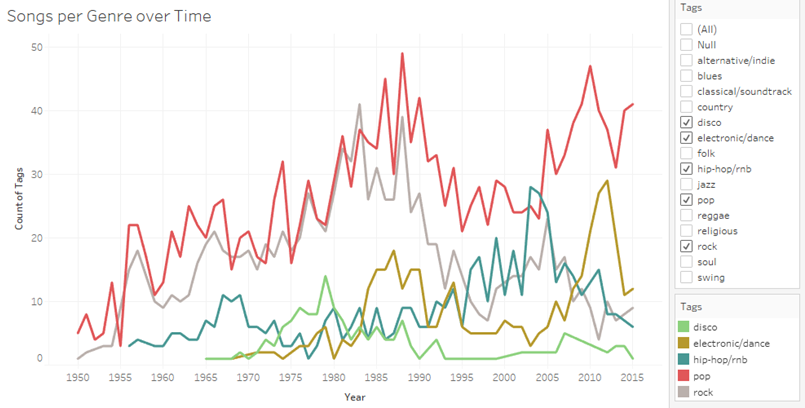 Songs per Genre over Time
50
40
30
20
10
0
Count of Tags
1950 1955 1960 1965 1970 1975 1980 1985 1990 1995 2000 2005 2010 2015
Year
Tags
(All)
Null
alternative/indie
blues
classical/soundtrack
country
disco
electronic/dance
folk
hip-hop/rnb
jazz
pop
reggae
religious
rock
soul
swing
Tags
disco
electronic/dance
hip-hop/rnb
pop
rock